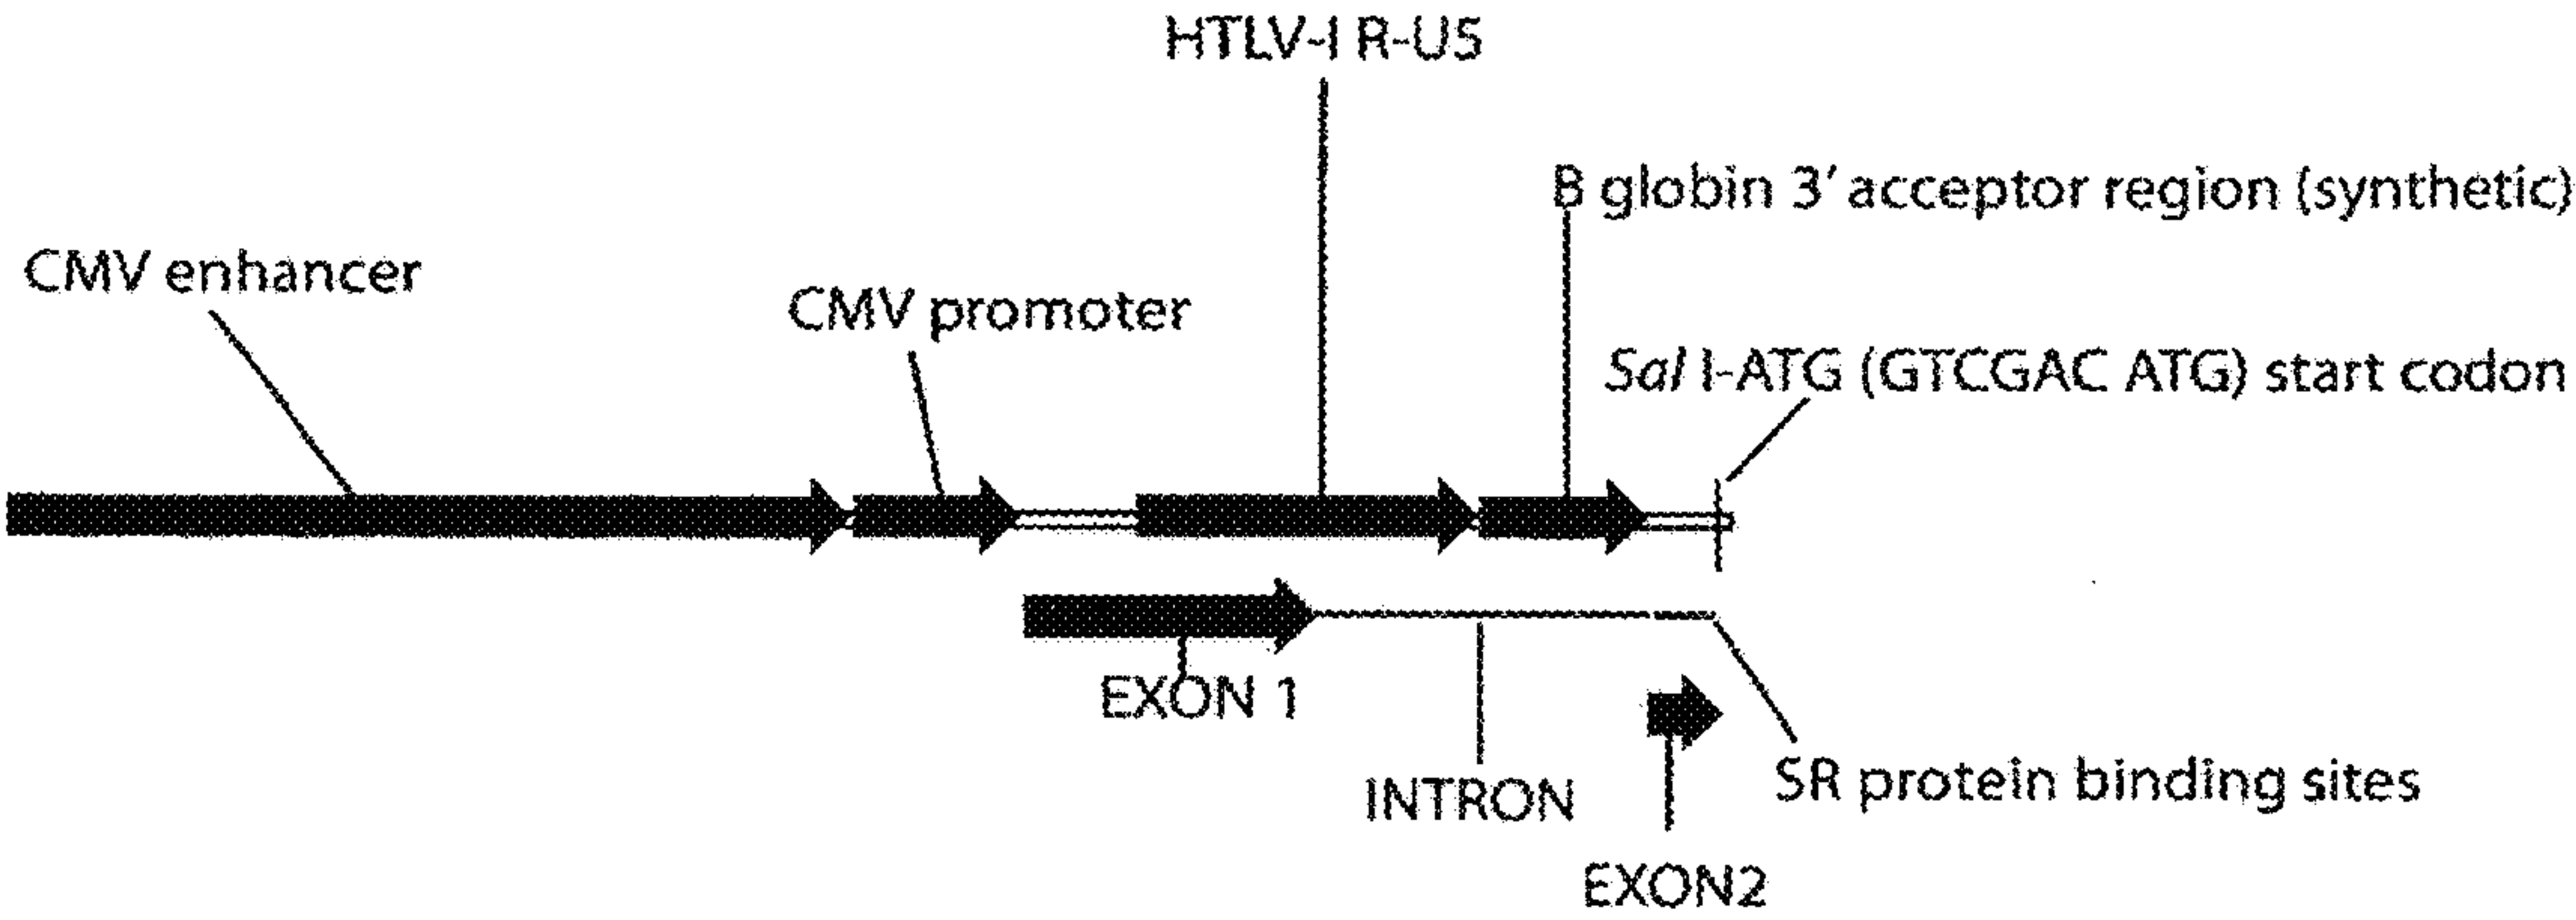 HTLV-I R-U5
B globin 3' acceptor region (synthetic)
CMV enhancer
CMV promoter
Sal I-ATG (GTCGAC ATG) start codon
EXON 1
INTRON
SR protein binding sites
EXON2